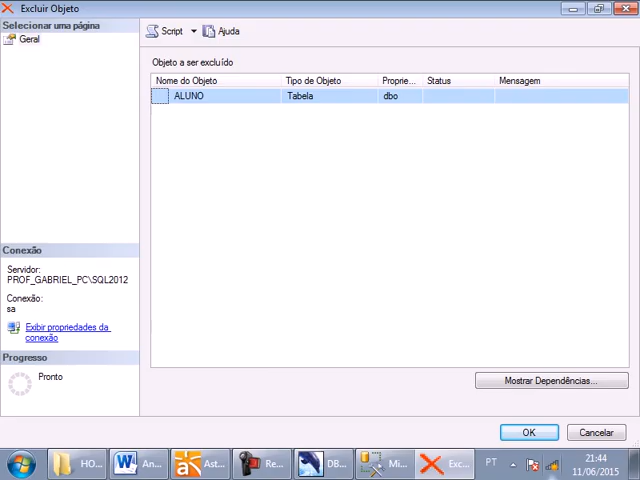 Excluir Objeto
Selecionar uma página
Geral
Script
Ajuda
Objeto a ser excluído
Nome do Objeto Tipo de Objeto Proprie... Status Mensagem
ALUNO Tabela dbo
Conexão
Servidor:
PROF_GABRIEL_PC\SQL2012
Conexão:
sa
Exibir propriedades da
conexão
Progresso
Pronto
Mostrar Dependências...
OK
Cancelar
HO...
An...
Ast...
Re...
DB...
Mi...
Exc...
PT
21:44
11/06/2015